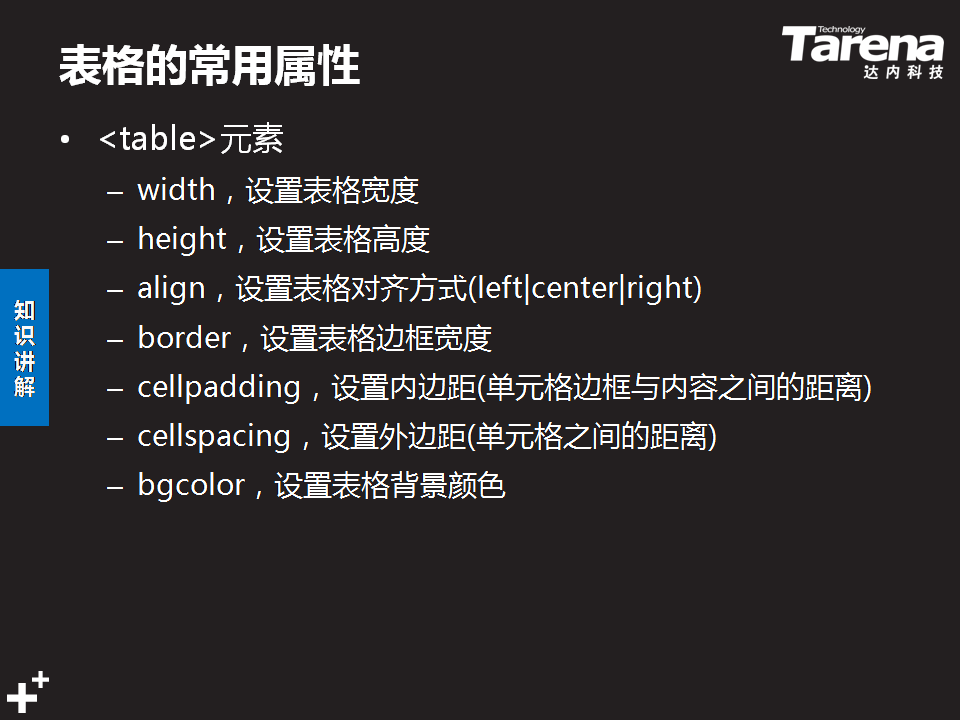 表格的常用属性
Technology
Tarena
达内科技
• <table>元素
– width，设置表格宽度
– height，设置表格高度
– align，设置表格对齐方式(left|center|right)
– border，设置表格边框宽度
– cellpadding，设置内边距(单元格边框与内容之间的距离)
– cellspacing，设置外边距(单元格之间的距离)
– bgcolor，设置表格背景颜色
知识讲解